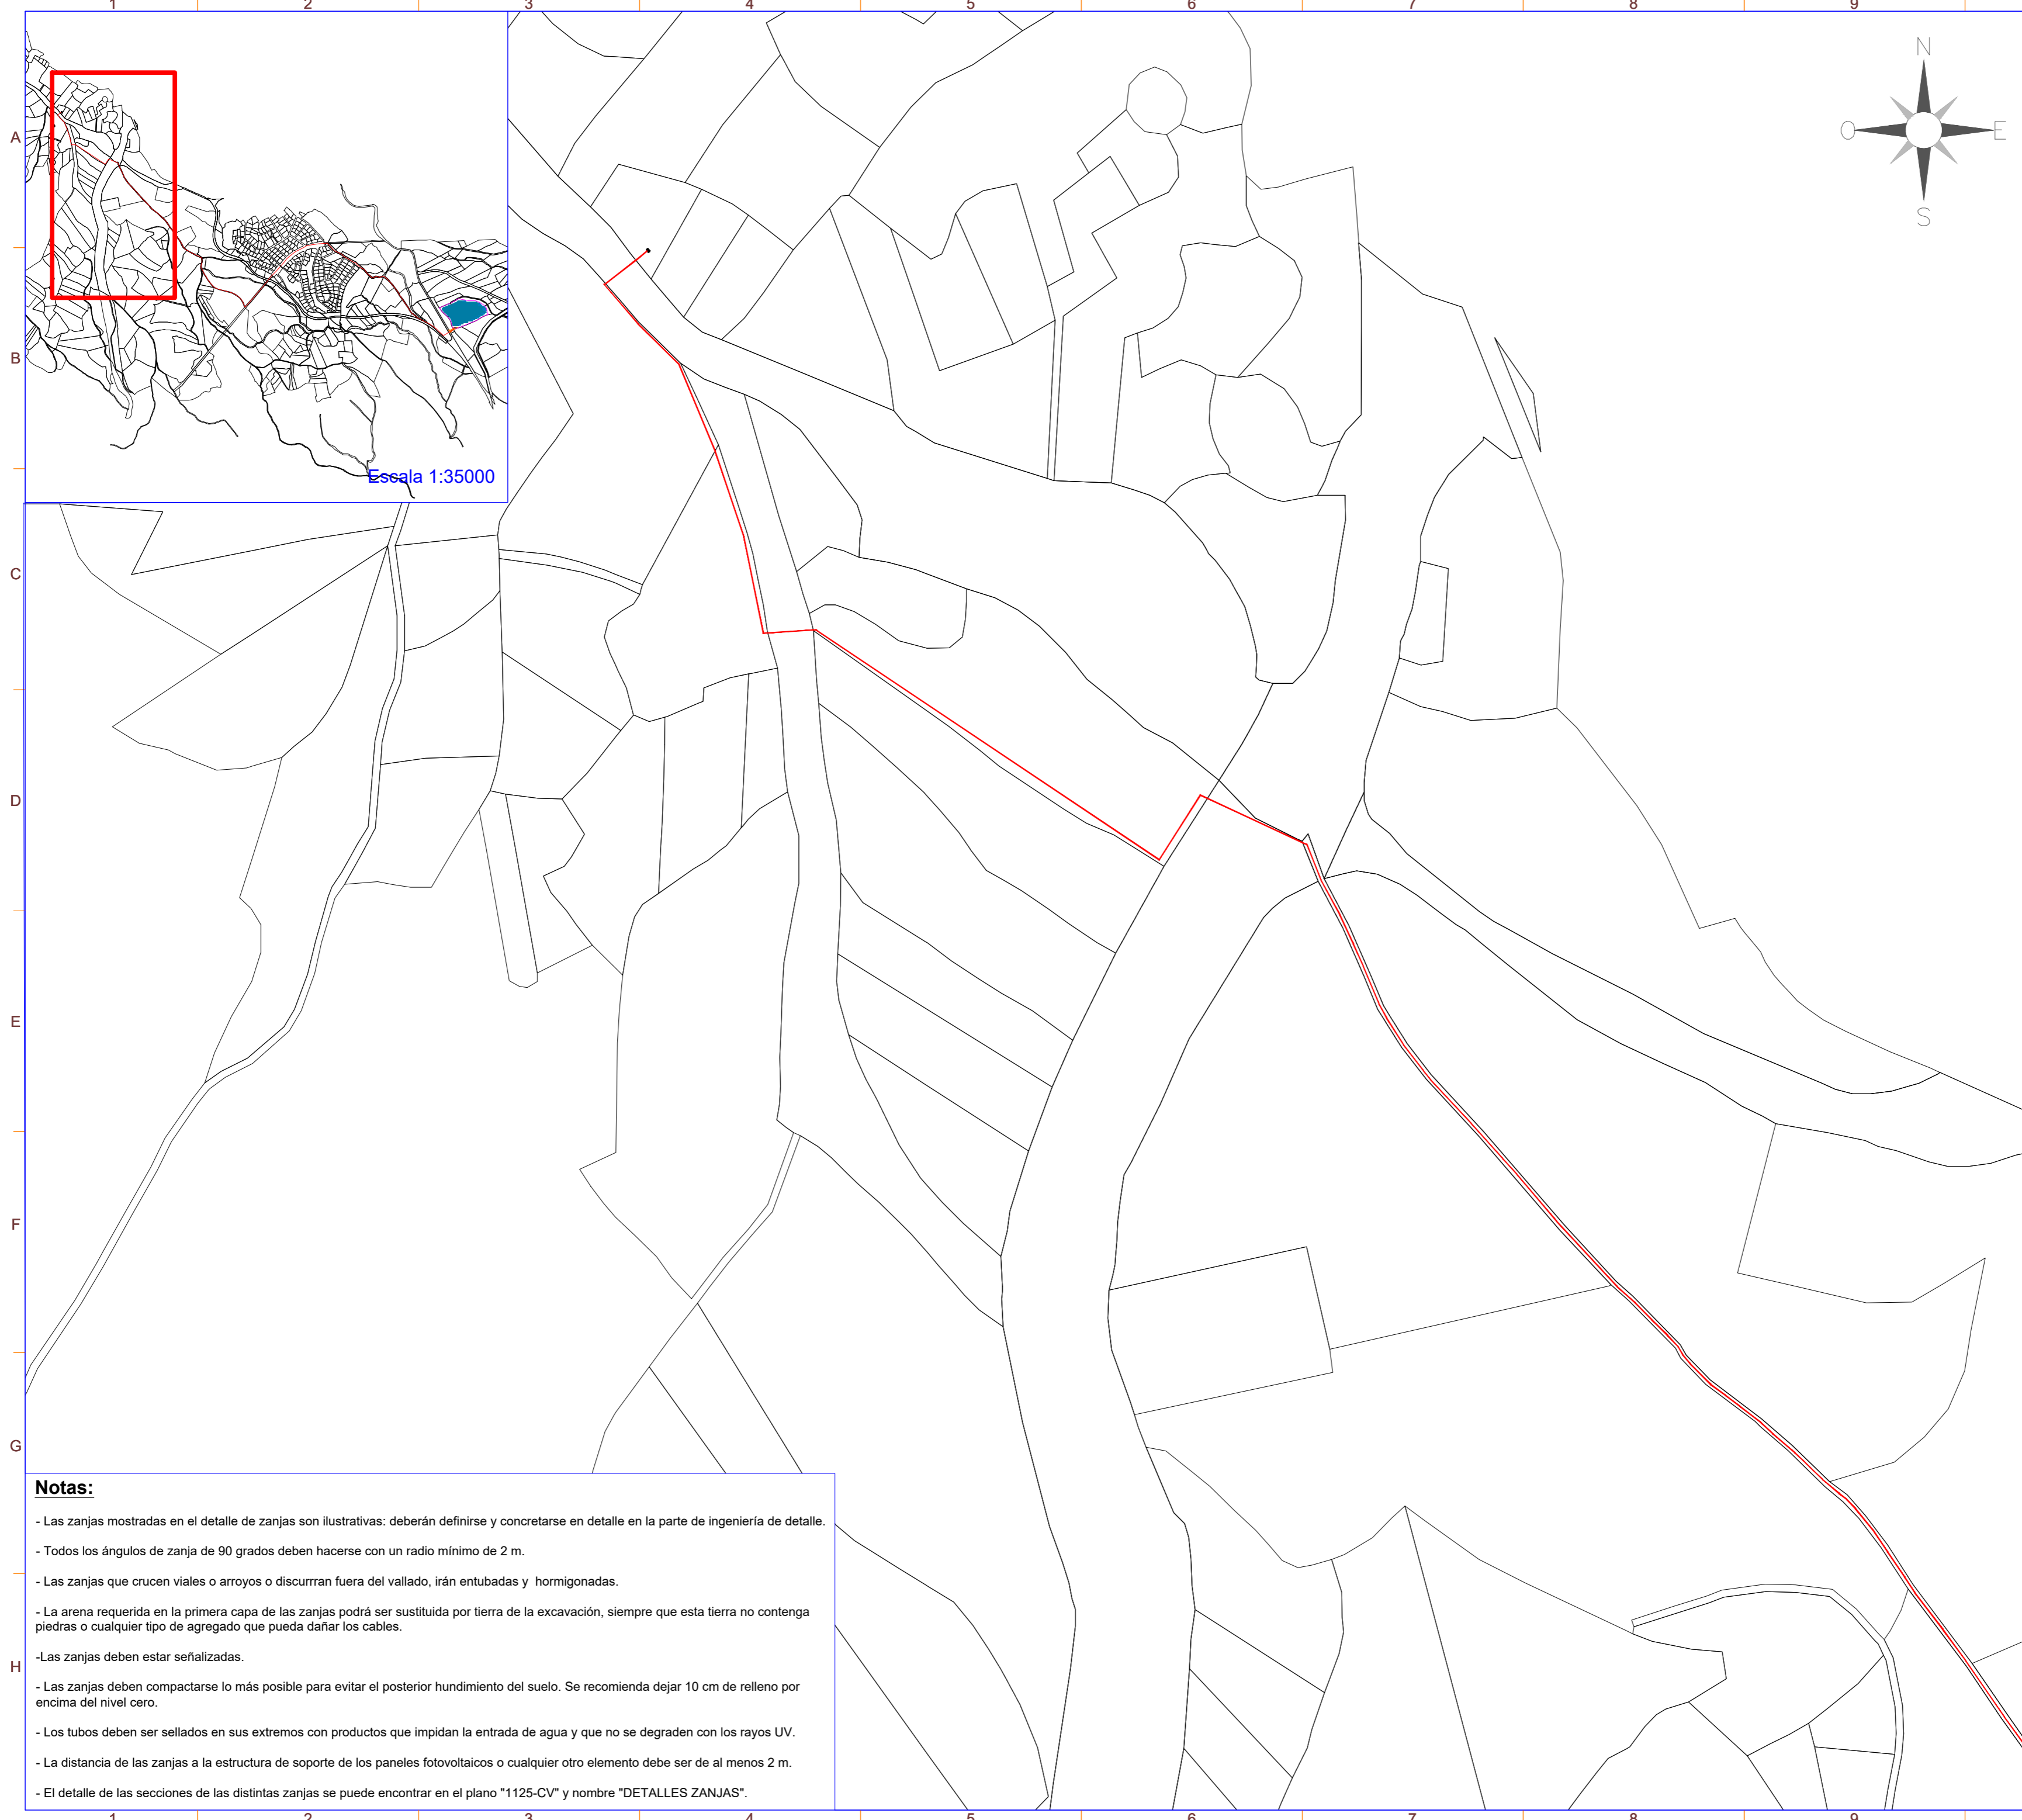 1 2 3 4 5 6 7 8 9
N
A
O E
S
B
Escala 1:35000
C
D
E
F
G
Notas:
- Las zanjas mostradas en el detalle de zanjas son ilustrativas: deberán definirse y concretarse en detalle en la parte de ingeniería de detalle.
- Todos los ángulos de zanja de 90 grados deben hacerse con un radio mínimo de 2 m.
- Las zanjas que crucen viales o arroyos o discurrran fuera del vallado, irán entubadas y hormigonadas.
- La arena requerida en la primera capa de las zanjas podrá ser sustituida por tierra de la excavación, siempre que esta tierra no contenga
piedras o cualquier tipo de agregado que pueda dañar los cables.
-Las zanjas deben estar señalizadas.
H
- Las zanjas deben compactarse lo más posible para evitar el posterior hundimiento del suelo. Se recomienda dejar 10 cm de relleno por
encima del nivel cero.
- Los tubos deben ser sellados en sus extremos con productos que impidan la entrada de agua y que no se degraden con los rayos UV.
- La distancia de las zanjas a la estructura de soporte de los paneles fotovoltaicos o cualquier otro elemento debe ser de al menos 2 m.
- El detalle de las secciones de las distintas zanjas se puede encontrar en el plano "1125-CV" y nombre "DETALLES ZANJAS".
1 2 3 4 5 6 7 8 9